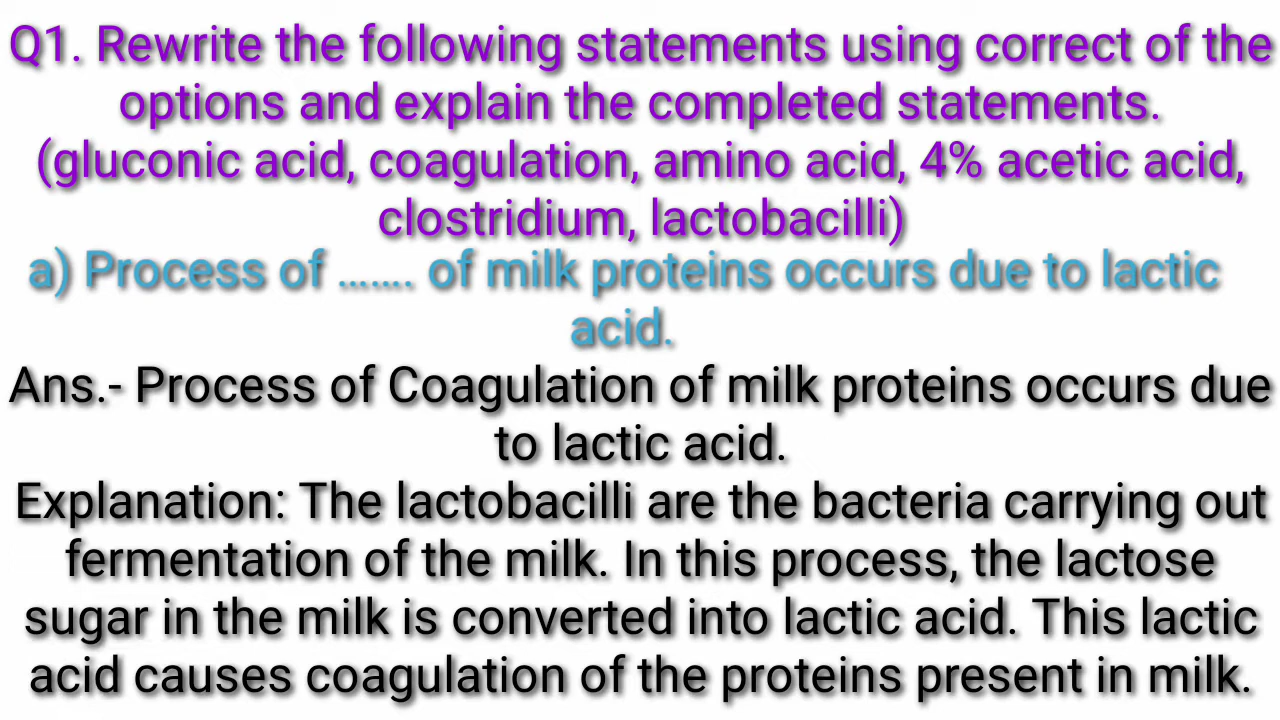 Q1. Rewrite the following statements using correct of the
options and explain the completed statements.
(gluconic acid, coagulation, amino acid, 4% acetic acid,
clostridium, lactobacilli)
a) Process of ....... of milk proteins occurs due to lactic
acid.
Ans.- Process of Coagulation of milk proteins occurs due
to lactic acid.
Explanation: The lactobacilli are the bacteria carrying out
fermentation of the milk. In this process, the lactose
sugar in the milk is converted into lactic acid. This lactic
acid causes coagulation of the proteins present in milk.